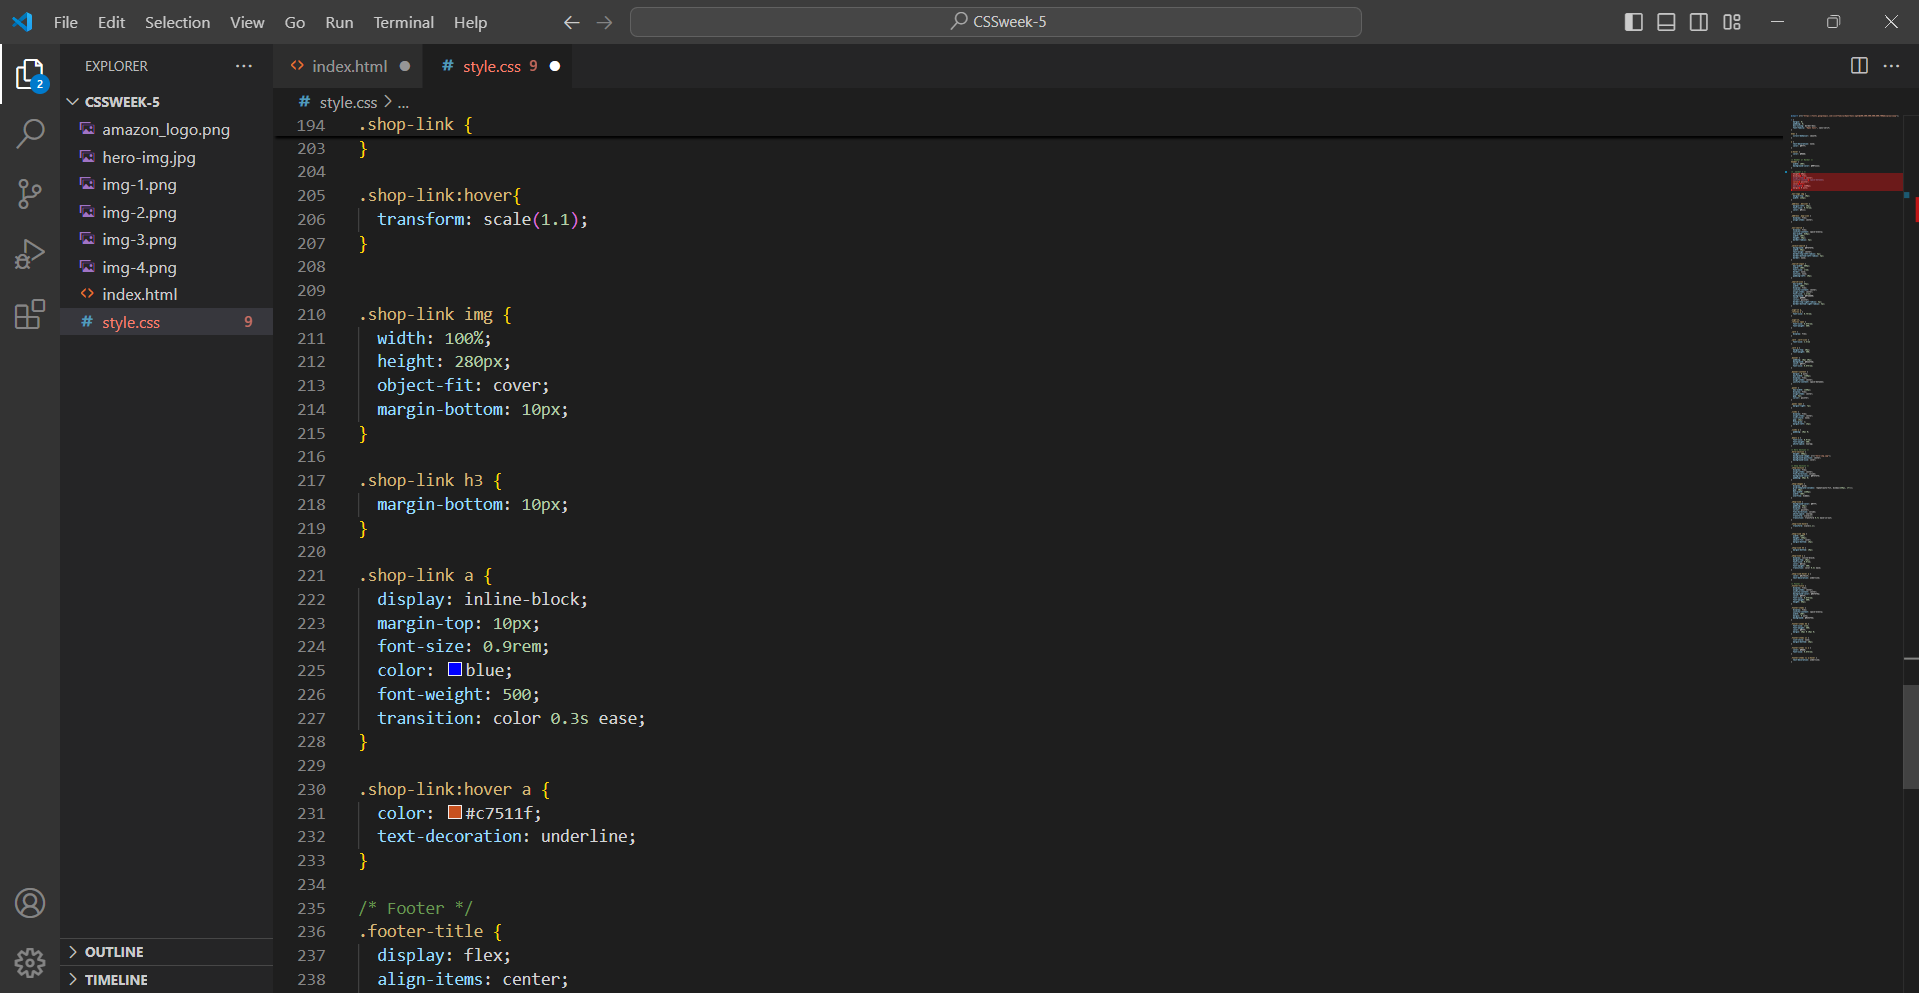 File Edit Selection View Go Run Terminal Help
CSSweek-5
EXPLORER
2
CSSWEEK-5
amazon_logo.png
hero-img.jpg
img-1.png
img-2.png
img-3.png
img-4.png
index.html
style.css 9
OUTLINE
TIMELINE
index.html
# style.css 9
# style.css > ...
194 .shop-link {
203 }
204
205 .shop-link:hover{
206 transform: scale(1.1);
207 }
208
209
210 .shop-link img {
211 width: 100%;
212 height: 280px;
213 object-fit: cover;
214 margin-bottom: 10px;
215 }
216
217 .shop-link h3 {
218 margin-bottom: 10px;
219 }
220
221 .shop-link a {
222 display: inline-block;
223 margin-top: 10px;
224 font-size: 0.9rem;
225 color: blue;
226 font-weight: 500;
227 transition: color 0.3s ease;
228 }
229
230 .shop-link:hover a {
231 color: #c7511f;
232 text-decoration: underline;
233 }
234
235 /* Footer */
236 .footer-title {
237 display: flex;
238 align-items: center;